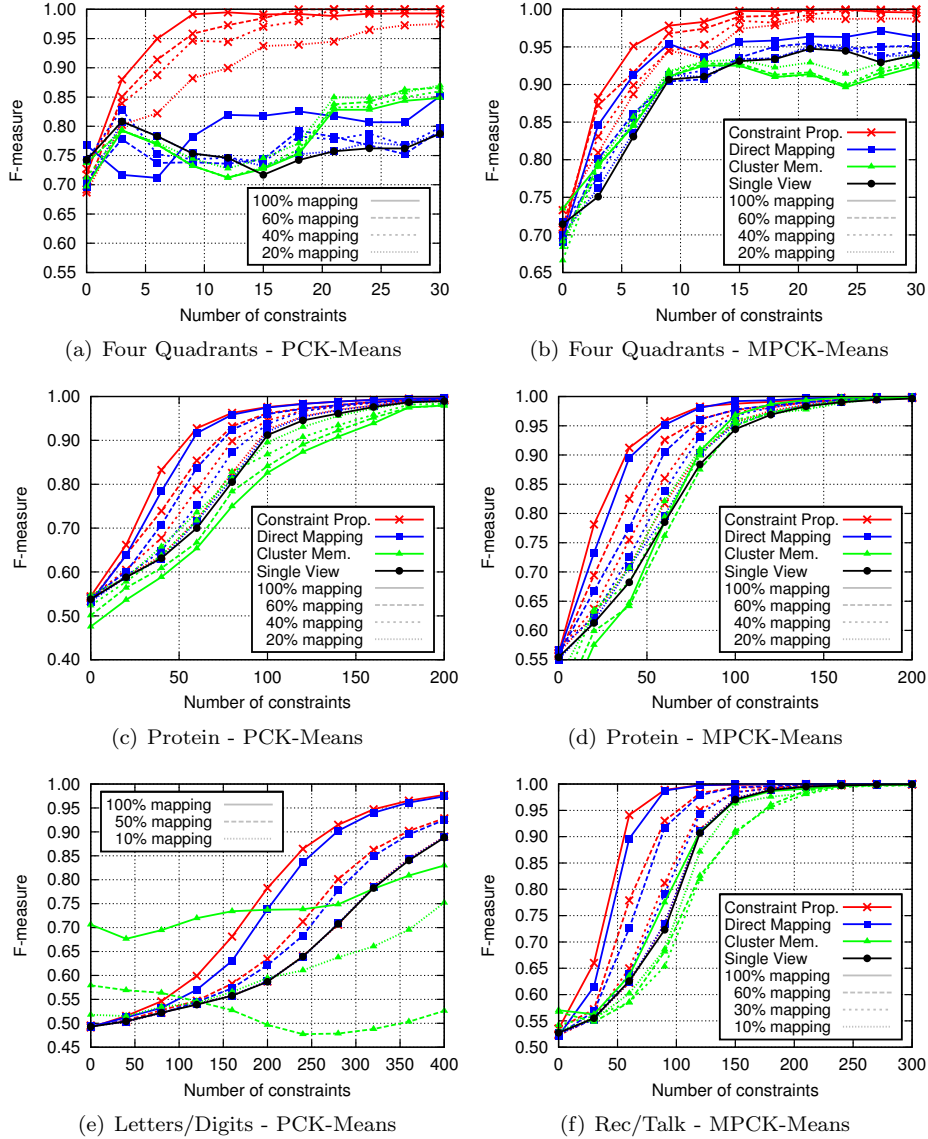 F-measure
1.00
0.95
0.90
0.85
0.80
0.75
0.70
0.65
0.60
0.55
100% mapping
60% mapping
40% mapping
20% mapping
0 5 10 15 20 25 30
Number of constraints
(a) Four Quadrants - PCK-Means
F-measure
1.00
0.95
0.90
0.85
0.80
0.75
0.70
0.65
Constraint Prop.
Direct Mapping
Cluster Mem.
Single View
100% mapping
60% mapping
40% mapping
20% mapping
0 5 10 15 20 25 30
Number of constraints
(b) Four Quadrants - MPCK-Means
F-measure
1.00
0.90
0.80
0.70
0.60
0.50
0.40
Constraint Prop.
Direct Mapping
Cluster Mem.
Single View
100% mapping
60% mapping
40% mapping
20% mapping
0 50 100 150 200
Number of constraints
(c) Protein - PCK-Means
F-measure
1.00
0.95
0.90
0.85
0.80
0.75
0.70
0.65
0.60
0.55
Constraint Prop.
Direct Mapping
Cluster Mem.
Single View
100% mapping
60% mapping
40% mapping
20% mapping
0 50 100 150 200
Number of constraints
(d) Protein - MPCK-Means
F-measure
1.00
0.95
0.90
0.85
0.80
0.75
0.70
0.65
0.60
0.55
0.50
0.45
100% mapping
50% mapping
10% mapping
0 50 100 150 200 250 300 350 400
Number of constraints
(e) Letters/Digits - PCK-Means
F-measure
1.00
0.95
0.90
0.85
0.80
0.75
0.70
0.65
0.60
0.55
0.50
Constraint Prop.
Direct Mapping
Cluster Mem.
Single View
100% mapping
60% mapping
30% mapping
10% mapping
0 50 100 150 200 250 300
Number of constraints
(f) Rec/Talk - MPCK-Means